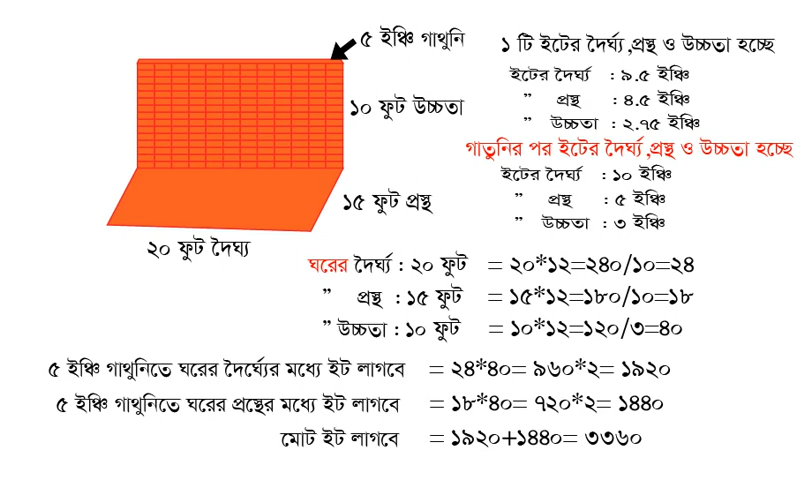 ৫ ইঞ্চি গাথুনি
১০ ফুট উচ্চতা
১৫ ফুট প্রস্থ
২০ ফুট দৈঘ্য
১ টি ইটের দৈর্ঘ্য,প্রস্থ ও উচ্চতা হচ্ছে
ইটের দৈর্ঘ্য : ৯.৫ ইঞ্চি
” প্রস্থ : ৪.৫ ইঞ্চি
” উচ্চতা : ২.৭৫ ইঞ্চি
গাতুনির পর ইটের দৈর্ঘ্য,প্রস্থ ও উচ্চতা হচ্ছে
ইটের দৈর্ঘ্য : ১০ ইঞ্চি
” প্রস্থ : ৫ ইঞ্চি
” উচ্চতা : ৩ ইঞ্চি
ঘরের দৈর্ঘ্য : ২০ ফুট = ২০*১২=২৪০/১০=২৪
” প্রস্থ : ১৫ ফুট = ১৫*১২=১৮০/১০=১৮
” উচ্চতা : ১০ ফুট = ১০*১২=১২০/৩=৪০
৫ ইঞ্চি গাথুনিতে ঘরের দৈর্ঘ্যের মধ্যে ইট লাগবে = ২৪*৪০= ৯৬০*২= ১৯২০
৫ ইঞ্চি গাথুনিতে ঘরের প্রস্থের মধ্যে ইট লাগবে = ১৮*৪০= ৭২০*২= ১৪৪০
মোট ইট লাগবে = ১৯২০+১৪৪০= ৩৩৬০